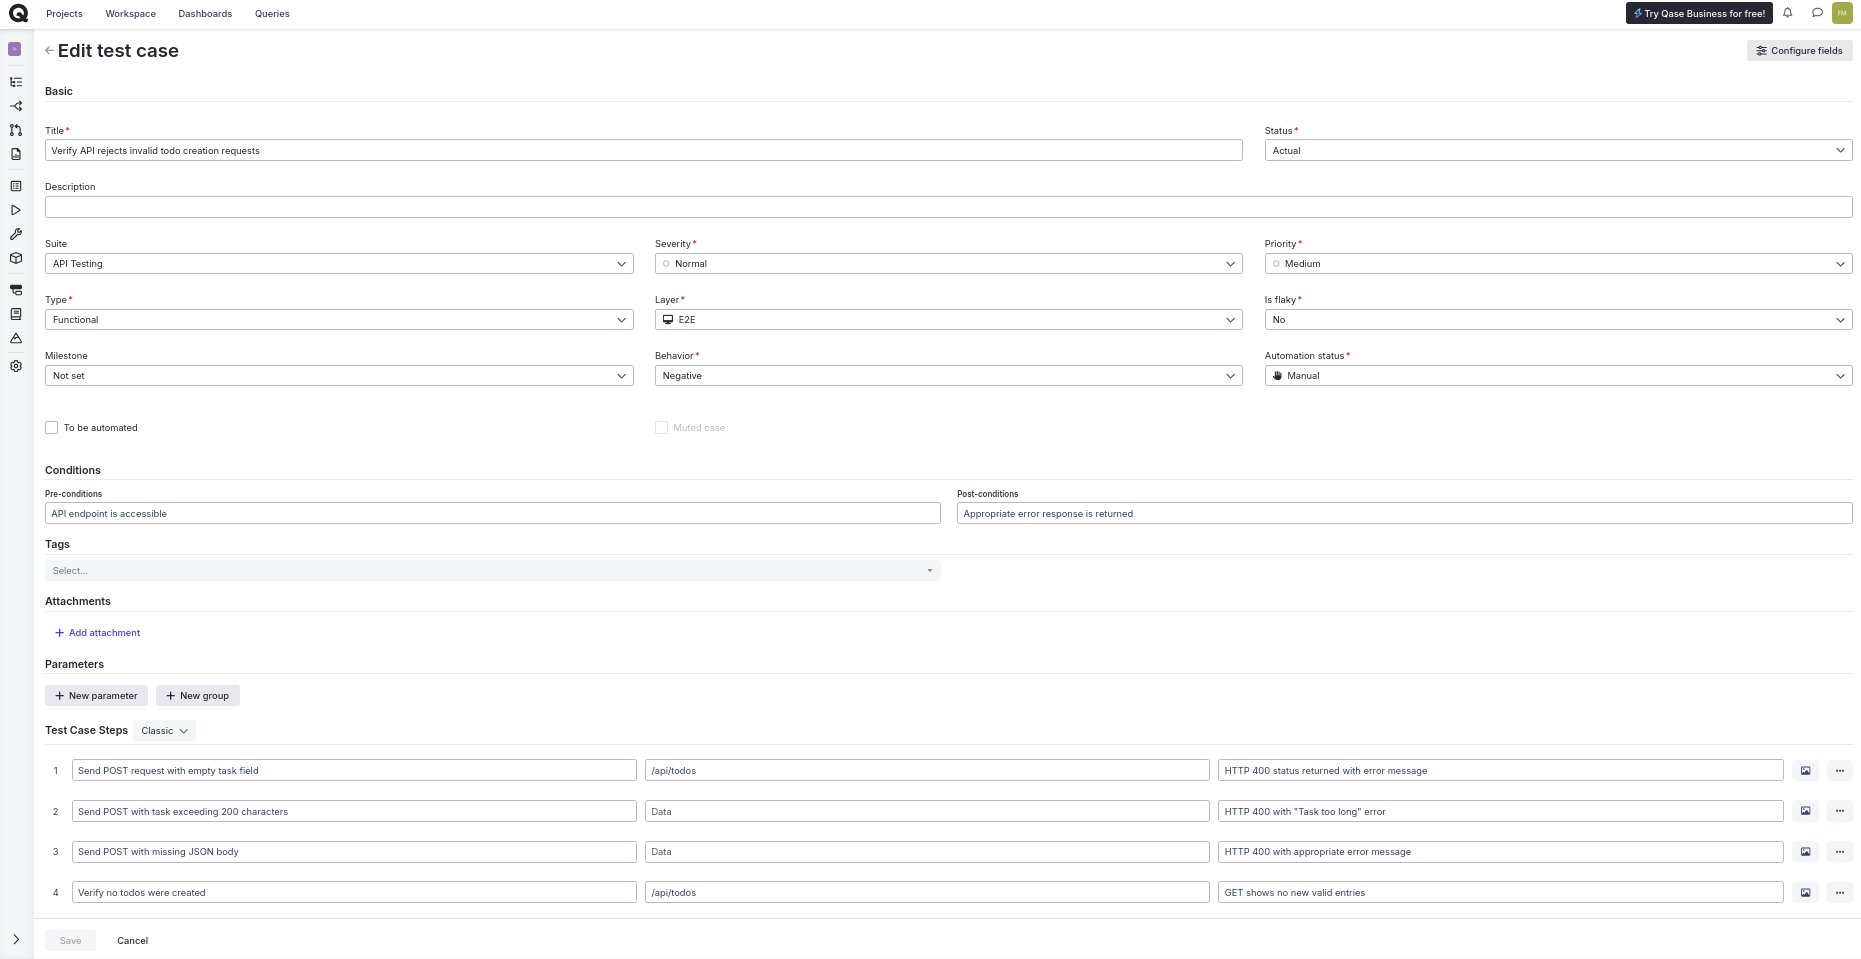 Projects Workspace Dashboards Queries
Try Qase Business for free!
FM
Edit test case
Configure fields
Basic
Title*
Status*
Verify API rejects invalid todo creation requests
Actual
Description
Suite
Severity*
Priority*
API Testing
Normal
Medium
Type*
Layer*
Is flaky*
Functional
E2E
No
Milestone
Behavior*
Automation status*
Not set
Negative
Manual
To be automated
Muted case
Conditions
Pre-conditions
Post-conditions
API endpoint is accessible
Appropriate error response is returned
Tags
Select...
Attachments
Add attachment
Parameters
New parameter
New group
Test Case Steps
Classic
1 Send POST request with empty task field /api/todos HTTP 400 status returned with error message
2 Send POST with task exceeding 200 characters Data HTTP 400 with "Task too long" error
3 Send POST with missing JSON body Data HTTP 400 with appropriate error message
4 Verify no todos were created /api/todos GET shows no new valid entries
Save
Cancel